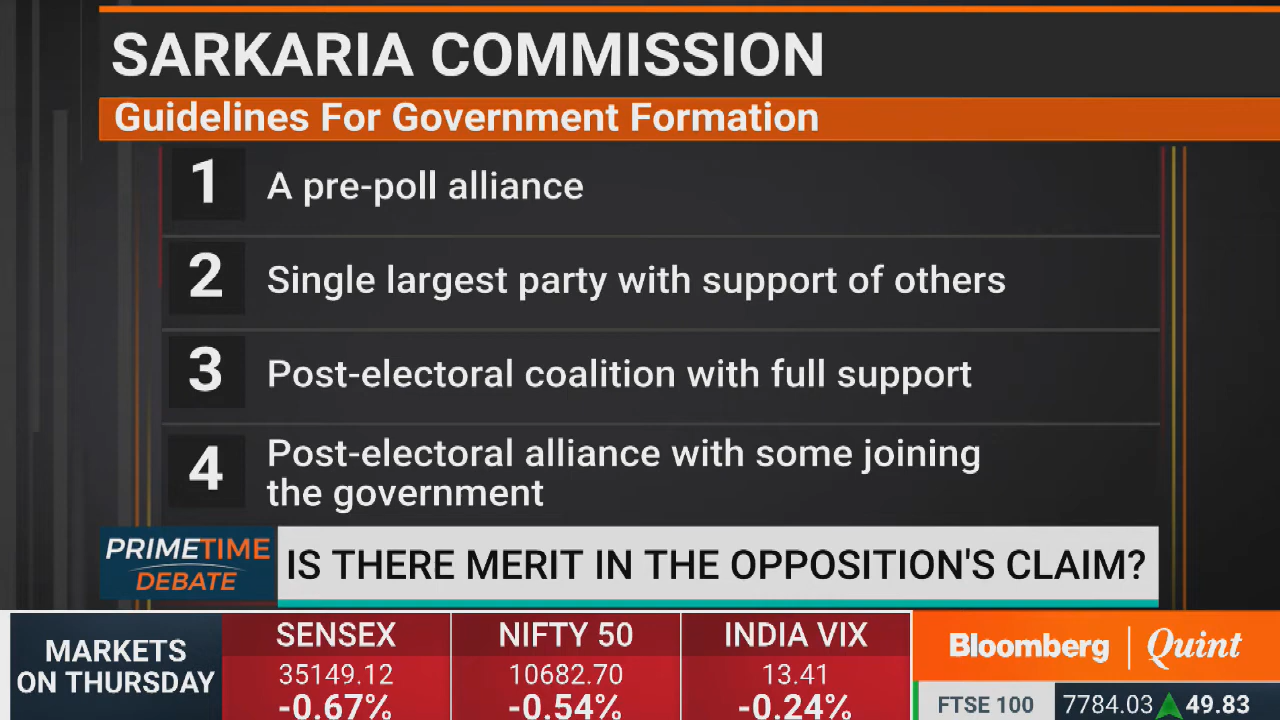 SARKARIA COMMISSION
Guidelines For Government Formation
1 A pre-poll alliance
2 Single largest party with support of others
3 Post-electoral coalition with full support
4 Post-electoral alliance with some joining
the government
PRIMETIME
DEBATE
IS THERE MERIT IN THE OPPOSITION'S CLAIM?
MARKETS
ON THURSDAY
SENSEX
35149.12
-0.67%
NIFTY 50
10682.70
-0.54%
INDIA VIX
13.41
-0.24%
Bloomberg | Quint
FTSE 100 7784.03 49.83